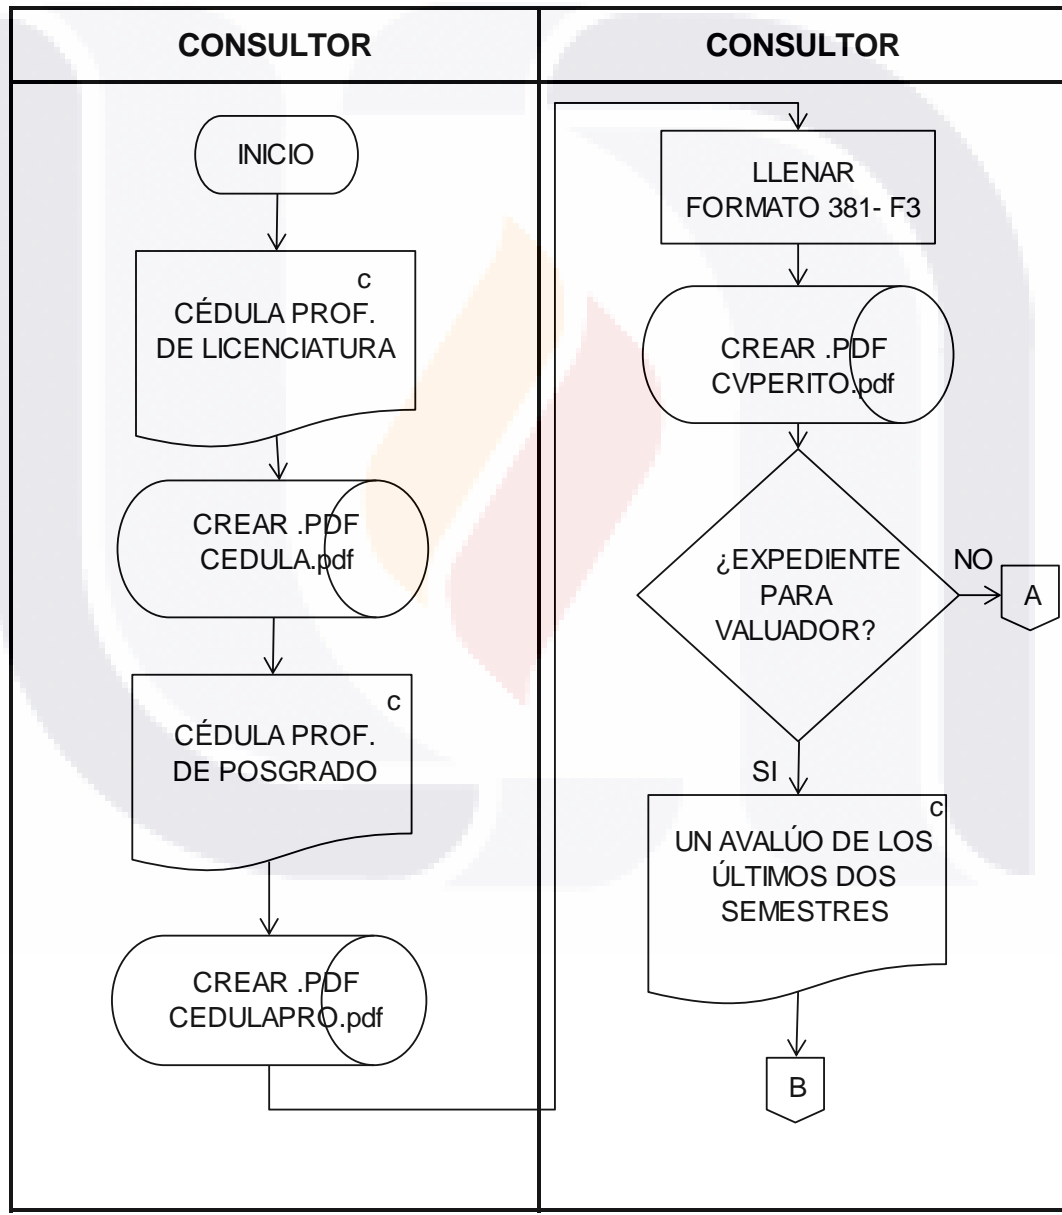 CONSULTOR
INICIO
c
CÉDULA PROF.
DE LICENCIATURA
CREAR .PDF
CEDULA.pdf
c
CÉDULA PROF.
DE POSGRADO
CREAR .PDF
CEDULAPRO.pdf
CONSULTOR
LLENAR
FORMATO 381- F3
CREAR .PDF
CVPERITO.pdf
¿EXPEDIENTE
PARA
VALUADOR?
NO
A
SI
c
UN AVALÚO DE LOS
ÚLTIMOS DOS
SEMESTRES
B